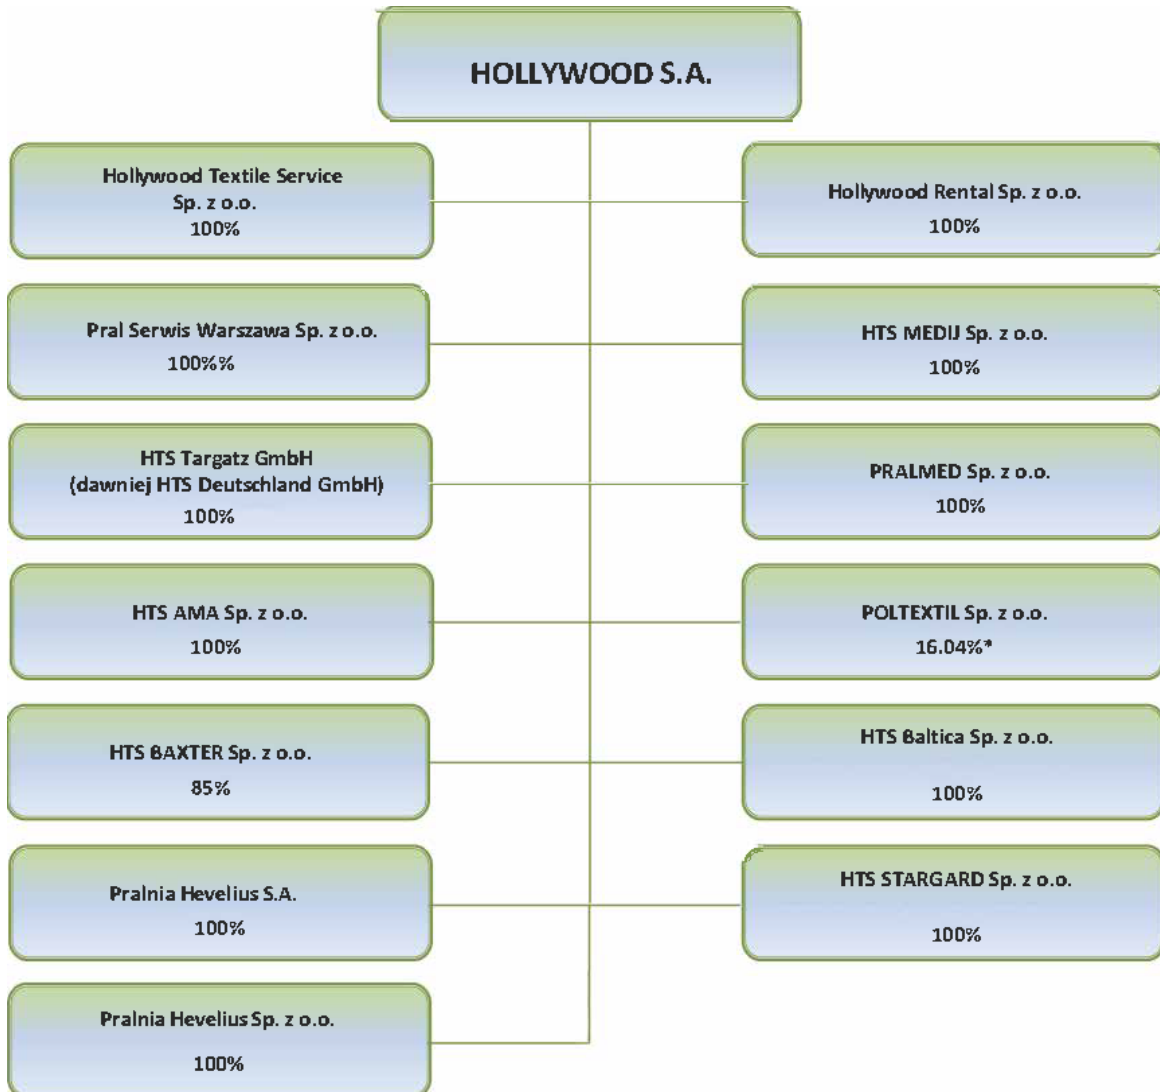 HOLLYWOOD S.A.
Hollywood Textile Service
Sp. z o.o.
100%
Hollywood Rental Sp. z o.o.
100%
Pral Serwis Warszawa Sp. z o.o.
100%%
HTS MEDIJ Sp. z o.o.
100%
HTS Targatz GmbH
(dawniej HTS Deutschland GmbH)
100%
PRALMED Sp. z o.o.
100%
HTS AMA Sp. z o.o.
100%
POLTEXTIL Sp. z o.o.
16.04%*
HTS BAXTER Sp. z o.o.
85%
HTS Baltica Sp. z o.o.
100%
Pralnia Hevelius S.A.
100%
HTS STARGARD Sp. z o.o.
100%
Pralnia Hevelius Sp. z o.o.
100%